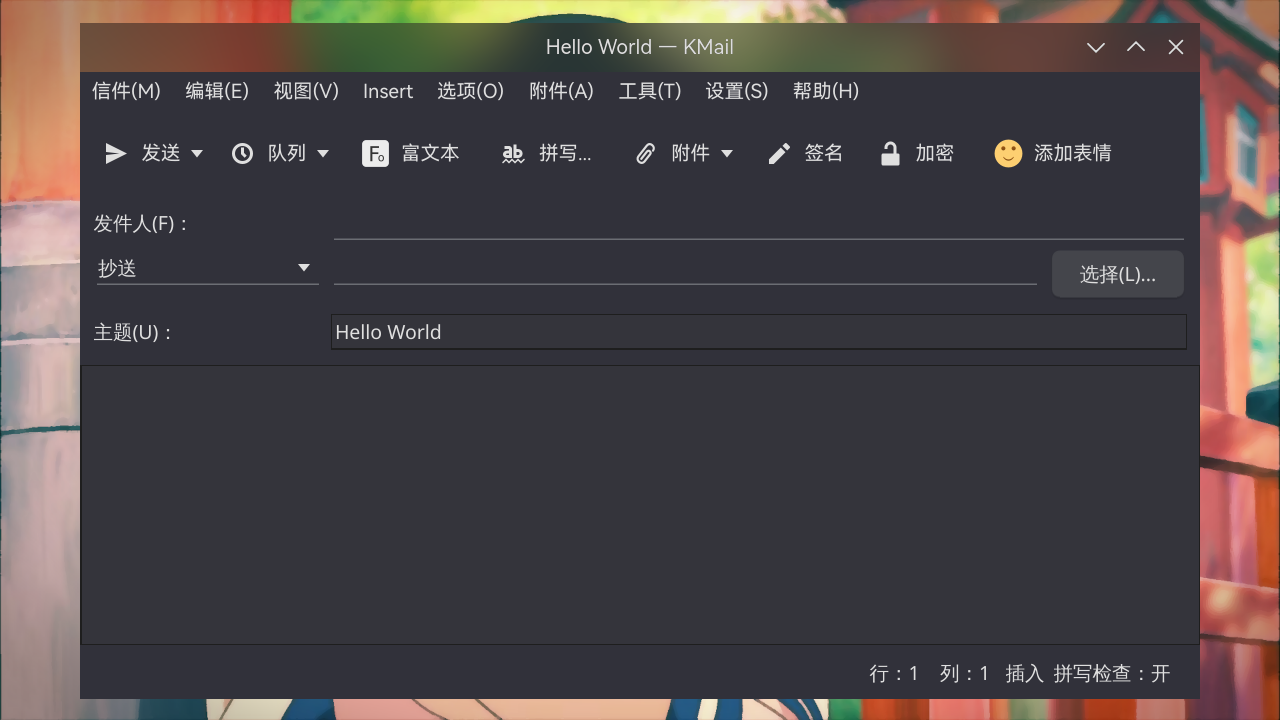 Hello World — KMail
信件(M) 编辑(E) 视图(V) Insert 选项(O) 附件(A) 工具(T) 设置(S) 帮助(H)
发送 队列 Fo 富文本 ab 拼写... 附件 签名 加密 添加表情
发件人(F)：
抄送 选择(L)...
主题(U)： Hello World
行：1 列：1 插入 拼写检查：开